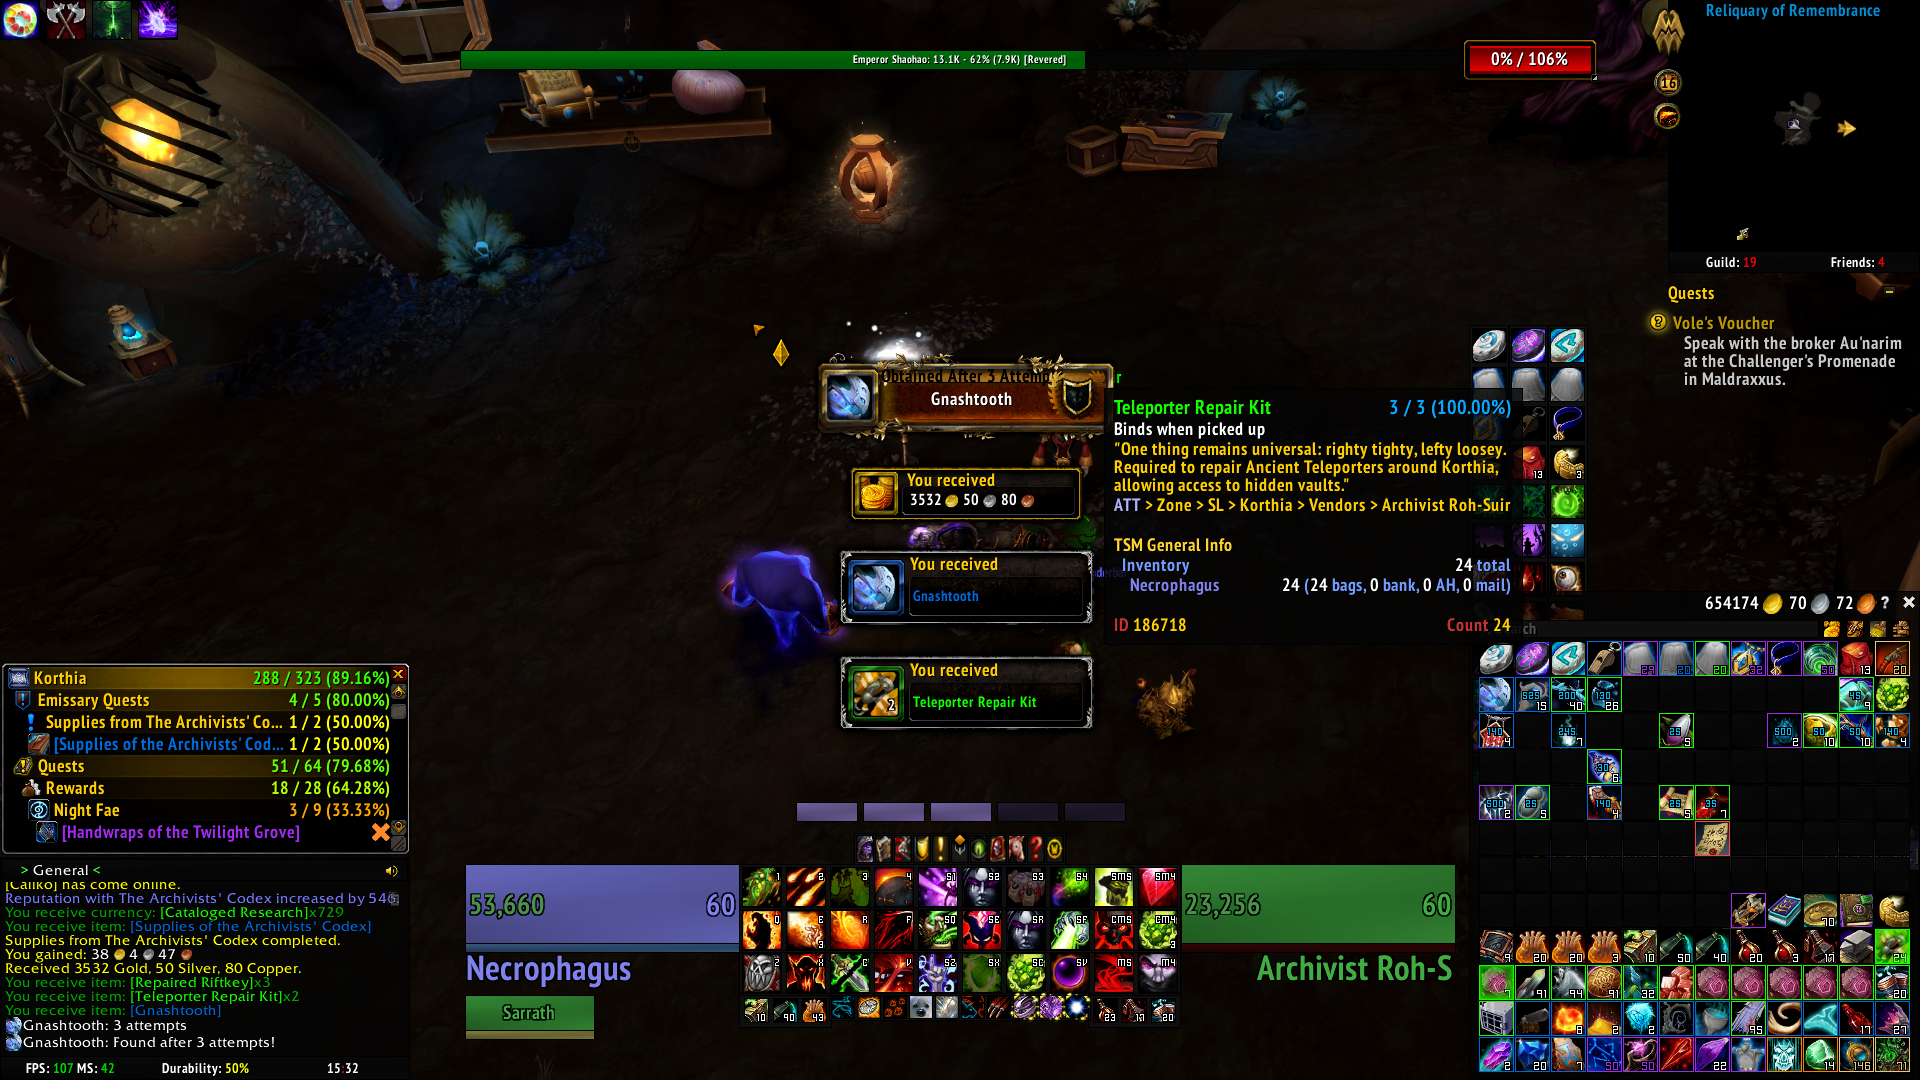 Reliquary of Remembrance
Emperor Shaohao: 13.1K - 62% (7.9K) [Revered]
0% / 106%
16
Guild: 19
Friends: 4
Quests
Vole's Voucher
Speak with the broker Au'narim
at the Challenger's Promenade
in Maldraxxus.
Obtained After 3 Attemp
Gnashtooth
You received
3532 50 80
You received
Gnashtooth
You received
Teleporter Repair Kit
2
Teleporter Repair Kit 3 / 3 (100.00%)
Binds when picked up
"One thing remains universal: righty tighty, lefty loosey.
Required to repair Ancient Teleporters around Korthia,
allowing access to hidden vaults."
ATT > Zone > SL > Korthia > Vendors > Archivist Roh-Suir
TSM General Info
Inventory 24 total
Necrophagus 24 (24 bags, 0 bank, 0 AH, 0 mail)
ID 186718 Count 24
654174 70 72 ?
Korthia 288 / 323 (89.16%)
Emissary Quests 4 / 5 (80.00%)
Supplies from The Archivists' Co... 1 / 2 (50.00%)
[Supplies of the Archivists' Cod... 1 / 2 (50.00%)
Quests 51 / 64 (79.68%)
Rewards 18 / 28 (64.28%)
Night Fae 3 / 9 (33.33%)
[Handwraps of the Twilight Grove]
> General <
[Caliko] has come online.
Reputation with The Archivists' Codex increased by 54
You receive currency: [Cataloged Research]x729
You receive item: [Supplies of the Archivists' Codex]
Supplies from The Archivists' Codex completed.
You gained: 38 4 47
Received 3532 Gold, 50 Silver, 80 Copper.
You receive item: [Repaired Riftkey]x3
You receive item: [Teleporter Repair Kit]x2
You receive item: [Gnashtooth]
Gnashtooth: 3 attempts
Gnashtooth: Found after 3 attempts!
FPS: 107 MS: 42 Durability: 50% 15:32
53,660 60
Necrophagus
Sarrath
23,256 60
Archivist Roh-S